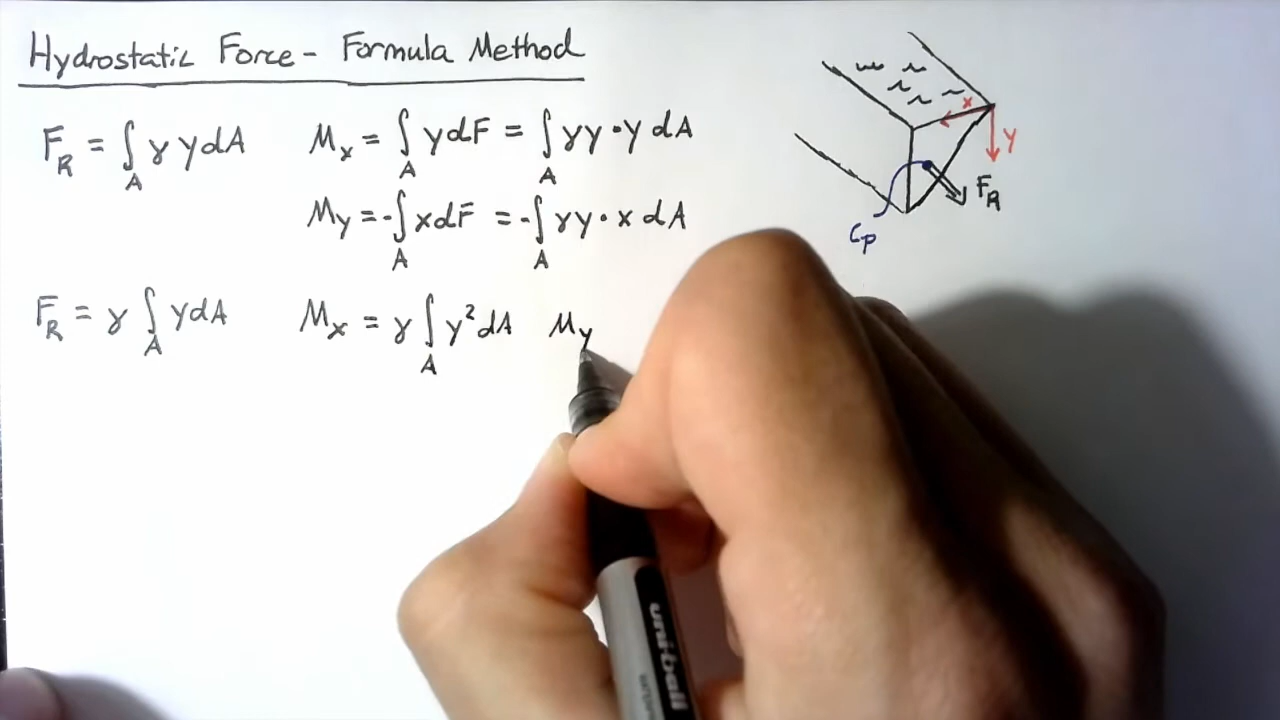 Hydrostatic Force - Formula Method
F_R = ∫_A γ y dA    M_x = ∫_A y dF = ∫_A γy · y dA
M_y = -∫_A x dF = -∫_A γy · x dA
x
y
F_R
C_P
F_R = γ ∫_A y dA    M_x = γ ∫_A y² dA    M_y
uni-ball